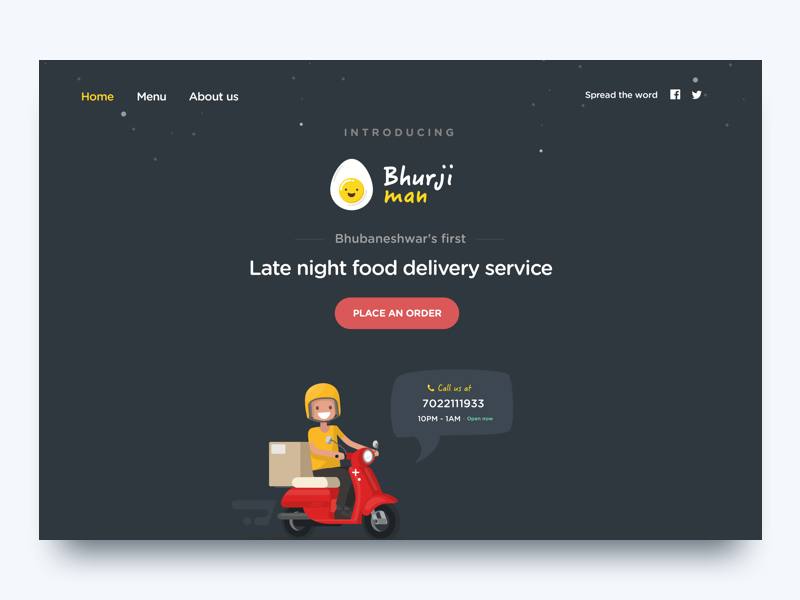 Home Menu About us
Spread the word
INTRODUCING
Bhurji
man
Bhubaneshwar's first
Late night food delivery service
PLACE AN ORDER
Call us at
7022111933
10PM - 1AM · Open now